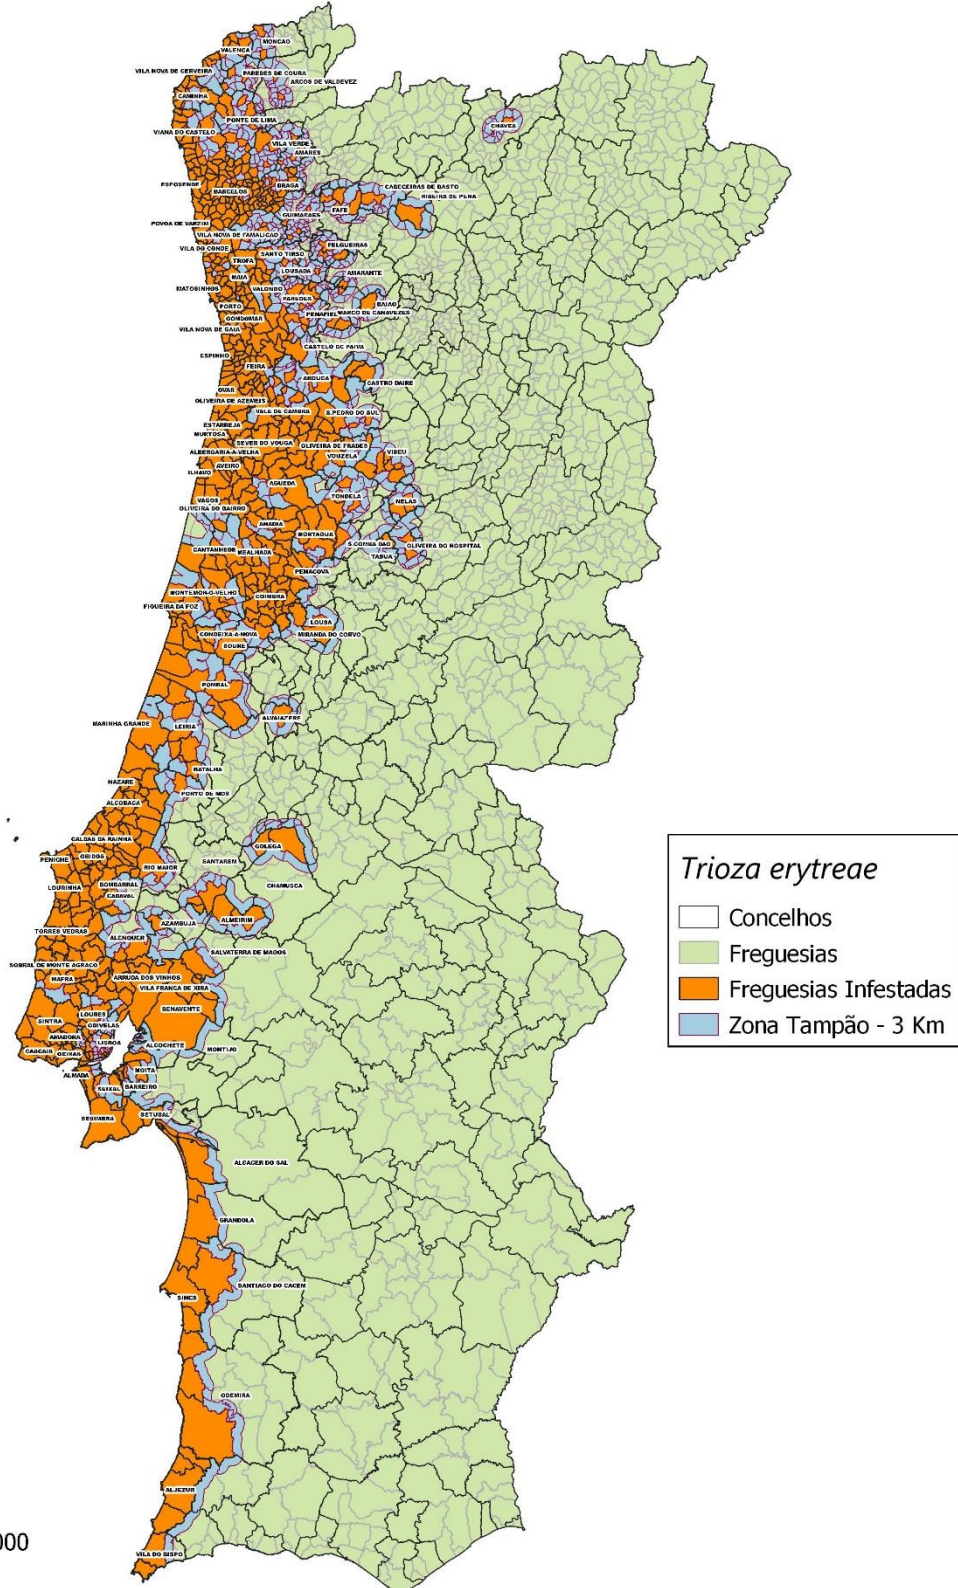 MONCAO
VALENCA
VILA NOVA DE CERVEIRA
PAREDES DE COURA
ARCOS DE VALDEVEZ
CAMINHA
PONTE DE LIMA
CHAVES
VIANA DO CASTELO
VILA VERDE
AMARES
ESPOSENDE
BRAGA
CABECEIRAS DE BASTO
BARCELOS
RIBEIRA DE PENA
FAFE
GUIMARAES
POVOA DE VARZIM
VILA NOVA DE FAMALICAO
VILA DO CONDE
FELGUEIRAS
SANTO TIRSO
TROFA
LOUSADA
AMARANTE
MAIA
MATOSINHOS
VALONGO
PAREDES
BAIAO
PORTO
PENAFIEL
MARCO DE CANAVEZES
GONDOMAR
VILA NOVA DE GAIA
CASTELO DE PAIVA
ESPINHO
FEIRA
AROUCA
CASTRO DAIRE
OVAR
OLIVEIRA DE AZEMEIS
VALE DE CAMBRA
S.PEDRO DO SUL
ESTARREJA
MURTOSA
SEVER DO VOUGA
OLIVEIRA DE FRADES
ALBERGARIA-A-VELHA
VOUZELA
VISEU
AVEIRO
ILHAVO
AGUEDA
TONDELA
NELAS
VAGOS
OLIVEIRA DO BAIRRO
ANADIA
MORTAGUA
S.COMBA DAO
OLIVEIRA DO HOSPITAL
CANTANHEDE
MEALHADA
TABUA
PENACOVA
MONTEMOR-O-VELHO
COIMBRA
FIGUEIRA DA FOZ
LOUSA
CONDEIXA-A-NOVA
MIRANDA DO CORVO
SOURE
POMBAL
ALVAIAZERE
MARINHA GRANDE
LEIRIA
BATALHA
NAZARE
PORTO DE MOS
ALCOBACA
CALDAS DA RAINHA
GOLEGA
PENICHE
OBIDOS
RIO MAIOR
SANTAREM
LOURINHA
BOMBARRAL
CHAMUSCA
CADAVAL
AZAMBUJA
ALMEIRIM
TORRES VEDRAS
ALENQUER
SALVATERRA DE MAGOS
SOBRAL DE MONTE AGRACO
MAFRA
ARRUDA DOS VINHOS
VILA FRANCA DE XIRA
BENAVENTE
LOURES
SINTRA
ODIVELAS
AMADORA
LISBOA
ALCOCHETE
CASCAIS
OEIRAS
MONTIJO
ALMADA
MOITA
SEIXAL
BARREIRO
SESIMBRA
SETUBAL
ALCACER DO SAL
GRANDOLA
SANTIAGO DO CACEM
SINES
ODEMIRA
ALJEZUR
VILA DO BISPO
Trioza erytreae
Concelhos
Freguesias
Freguesias Infestadas
Zona Tampão - 3 Km
000